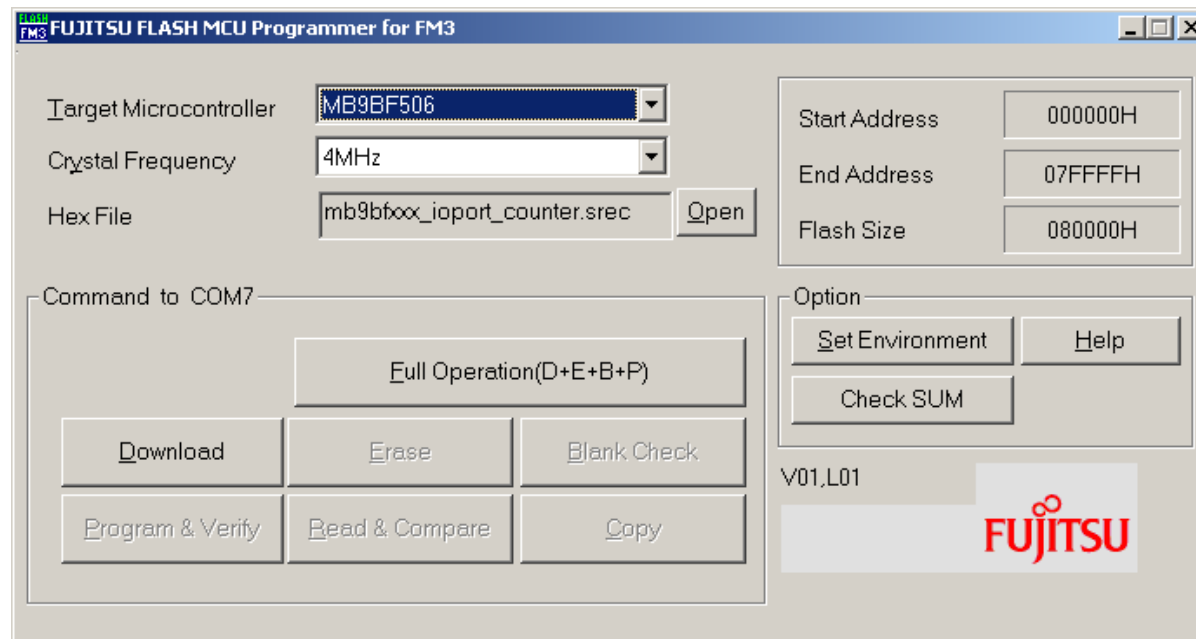 FLASH FM3 FUJITSU FLASH MCU Programmer for FM3
Target Microcontroller MB9BF506
Crystal Frequency 4MHz
Hex File mb9bfxxx_ioport_counter.srec Open
Start Address 000000H
End Address 07FFFFH
Flash Size 080000H
Command to COM7
Full Operation(D+E+B+P)
Download Erase Blank Check
Program & Verify Read & Compare Copy
Option
Set Environment Help
Check SUM
V01,L01
FUJITSU